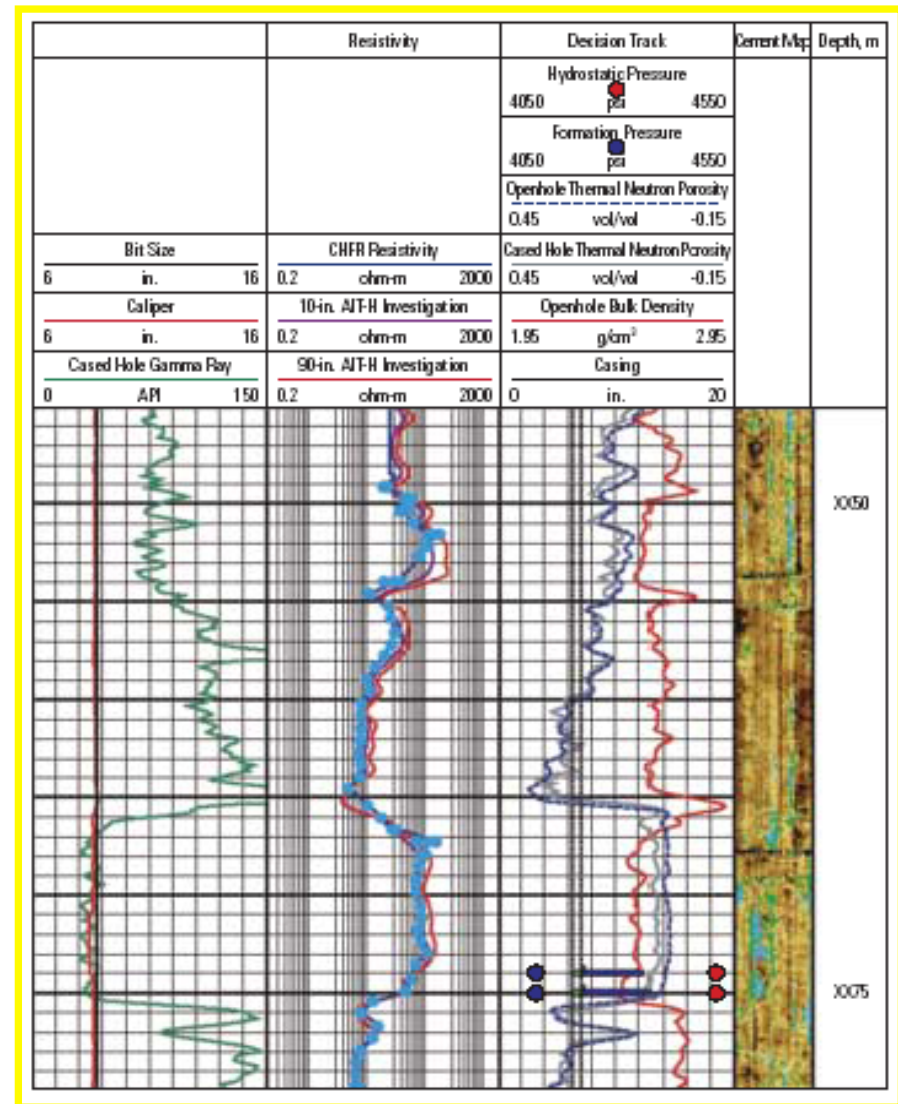 Resistivity
Decision Track
Cement Map
Depth, m
Hydrostatic Pressure
4050 psi 4550
Formation Pressure
4050 psi 4550
Openhole Thermal Neutron Porosity
0.45 vol/vol -0.15
Bit Size
6 in. 16
CHFR Resistivity
0.2 ohm-m 2000
Cased Hole Thermal Neutron Porosity
0.45 vol/vol -0.15
Caliper
6 in. 16
10-in. AIT-H Investigation
0.2 ohm-m 2000
Openhole Bulk Density
1.95 g/cm³ 2.95
Cased Hole Gamma Ray
0 API 150
90-in. AIT-H Investigation
0.2 ohm-m 2000
Casing
0 in. 20
XX50
XX75